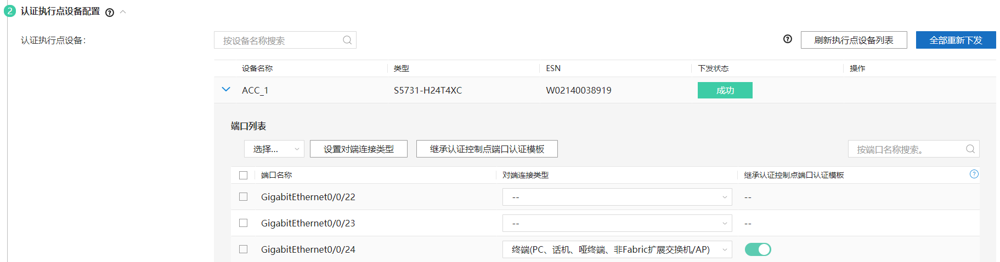 2 认证执行点设备配置 ?
认证执行点设备: 按设备名称搜索 ? 刷新执行点设备列表 全部重新下发
设备名称 类型 ESN 下发状态 操作
ACC_1 S5731-H24T4XC W02140038919 成功
端口列表
选择... 设置对端连接类型 继承认证控制点端口认证模板 按端口名称搜索。
端口名称 对端连接类型 继承认证控制点端口认证模板 ?
GigabitEthernet0/0/22 -- --
GigabitEthernet0/0/23 -- --
GigabitEthernet0/0/24 终端(PC、话机、哑终端、非Fabric扩展交换机/AP)